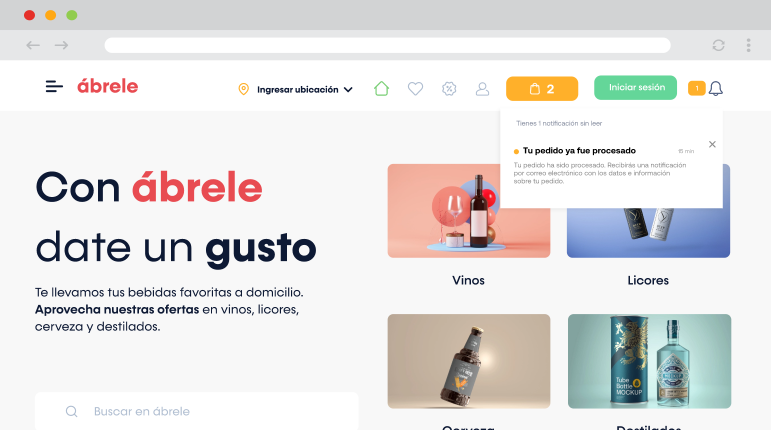 ábrele
Ingresar ubicación
2
Iniciar sesión
1
Tienes 1 notificación sin leer
Tu pedido ya fue procesado
15 min
Tu pedido ha sido procesado. Recibirás una notificación
por correo electrónico con los datos e información
sobre tu pedido.
Con ábrele
date un gusto
Te llevamos tus bebidas favoritas a domicilio.
Aprovecha nuestras ofertas en vinos, licores,
cerveza y destilados.
Buscar en ábrele
Vinos
Licores
Tube
Bottle
MOCKUP
Cerveza
Destilados